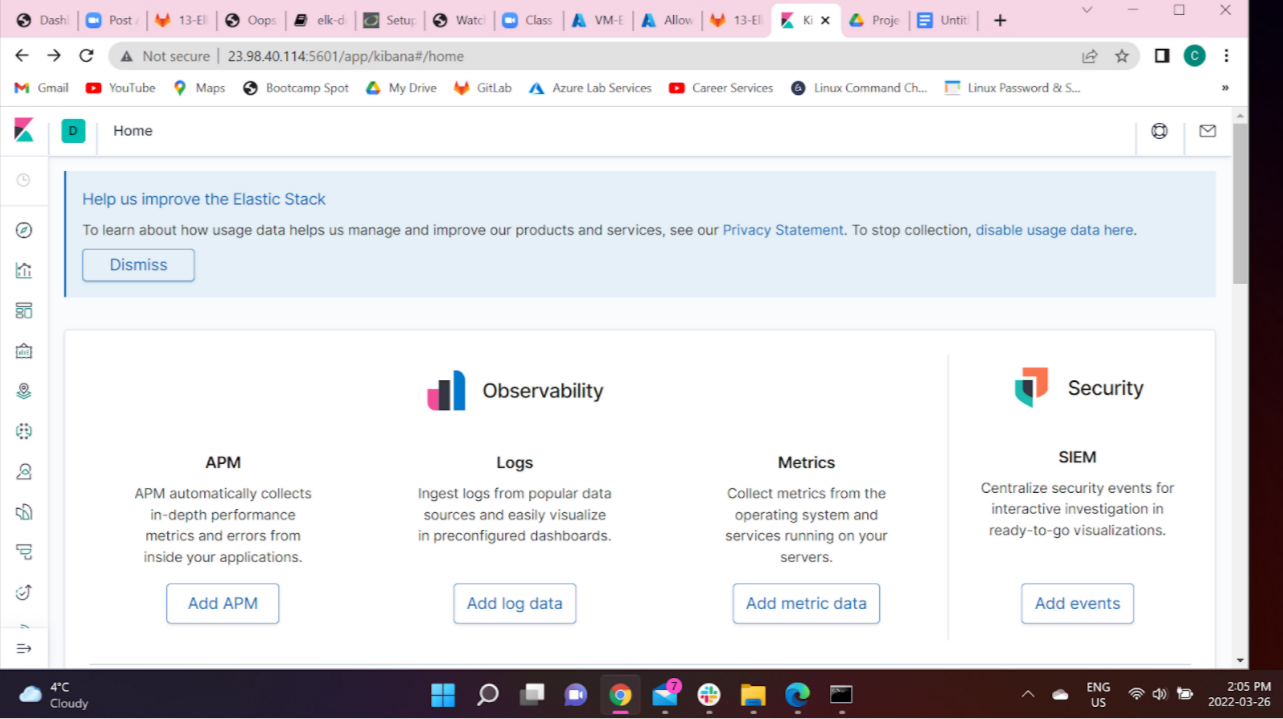 Dashl
Post /
13-El
Oops
elk-d
Setup
Watcl
Class
VM-E
Allow
13-El
Ki
Proje
Untitl
Not secure | 23.98.40.114:5601/app/kibana#/home
C
Gmail
YouTube
Maps
Bootcamp Spot
My Drive
GitLab
Azure Lab Services
Career Services
Linux Command Ch...
Linux Password & S...
»
D
Home
Help us improve the Elastic Stack
To learn about how usage data helps us manage and improve our products and services, see our Privacy Statement. To stop collection, disable usage data here.
Dismiss
Observability
APM
APM automatically collects
in-depth performance
metrics and errors from
inside your applications.
Add APM
Logs
Ingest logs from popular data
sources and easily visualize
in preconfigured dashboards.
Add log data
Metrics
Collect metrics from the
operating system and
services running on your
servers.
Add metric data
Security
SIEM
Centralize security events for
interactive investigation in
ready-to-go visualizations.
Add events
4°C
Cloudy
7
ENG
US
2:05 PM
2022-03-26